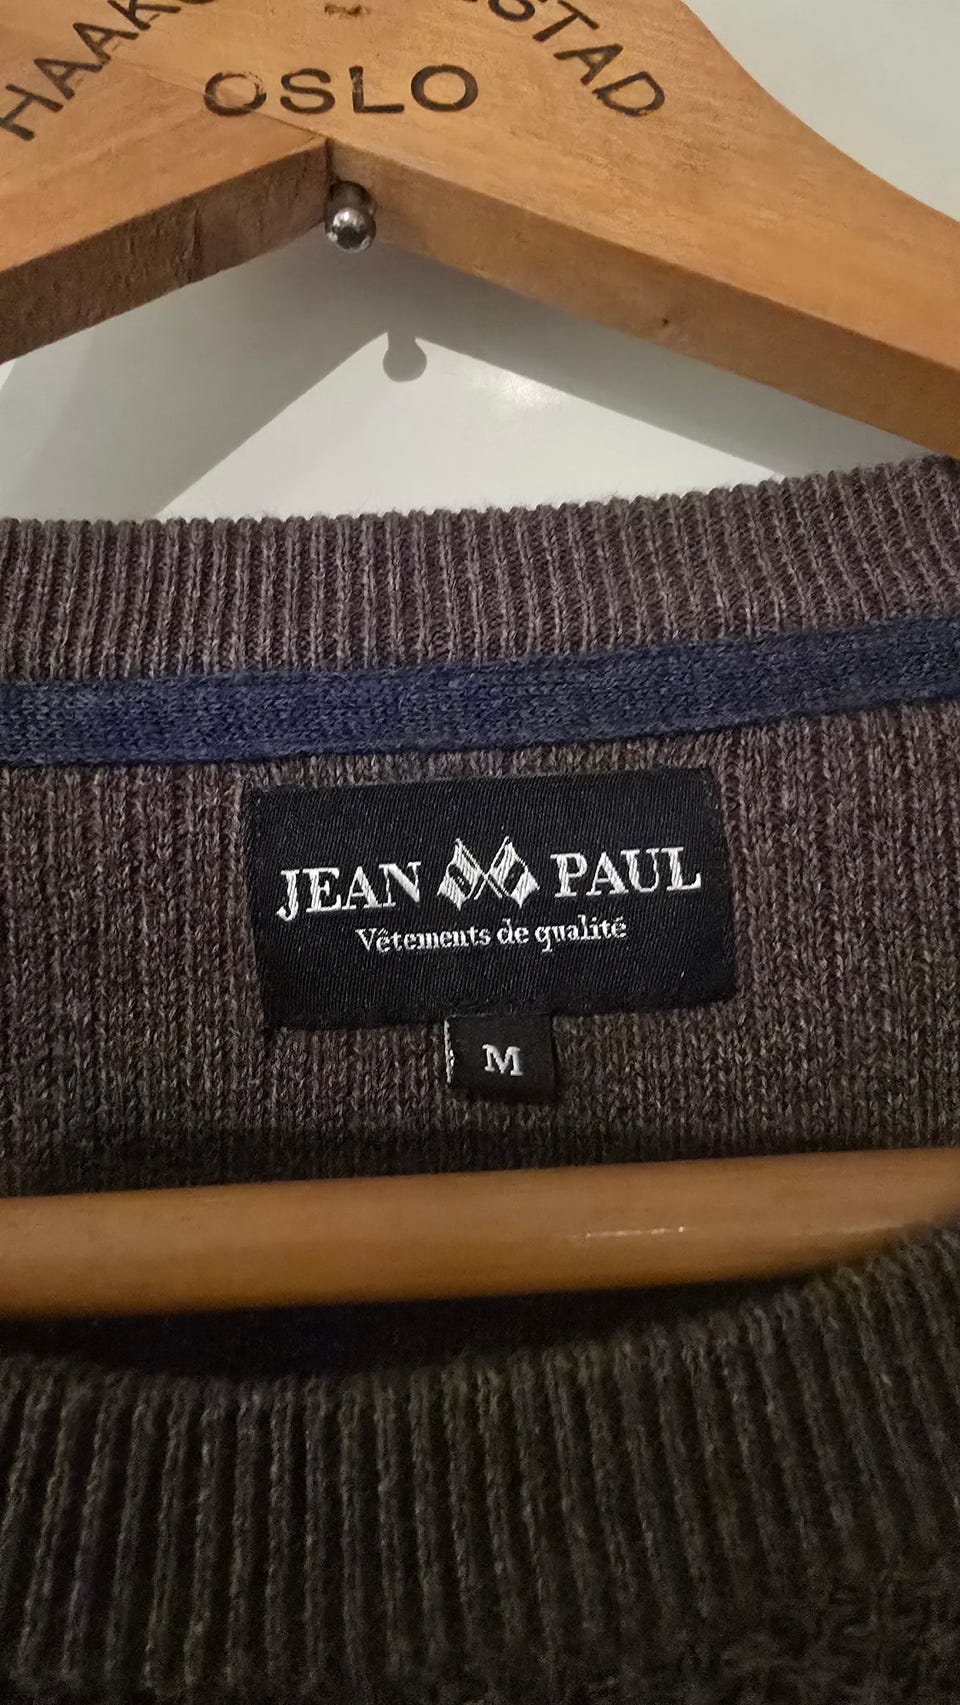 OSLO
JEAN PAUL
Vêtements de qualité
M